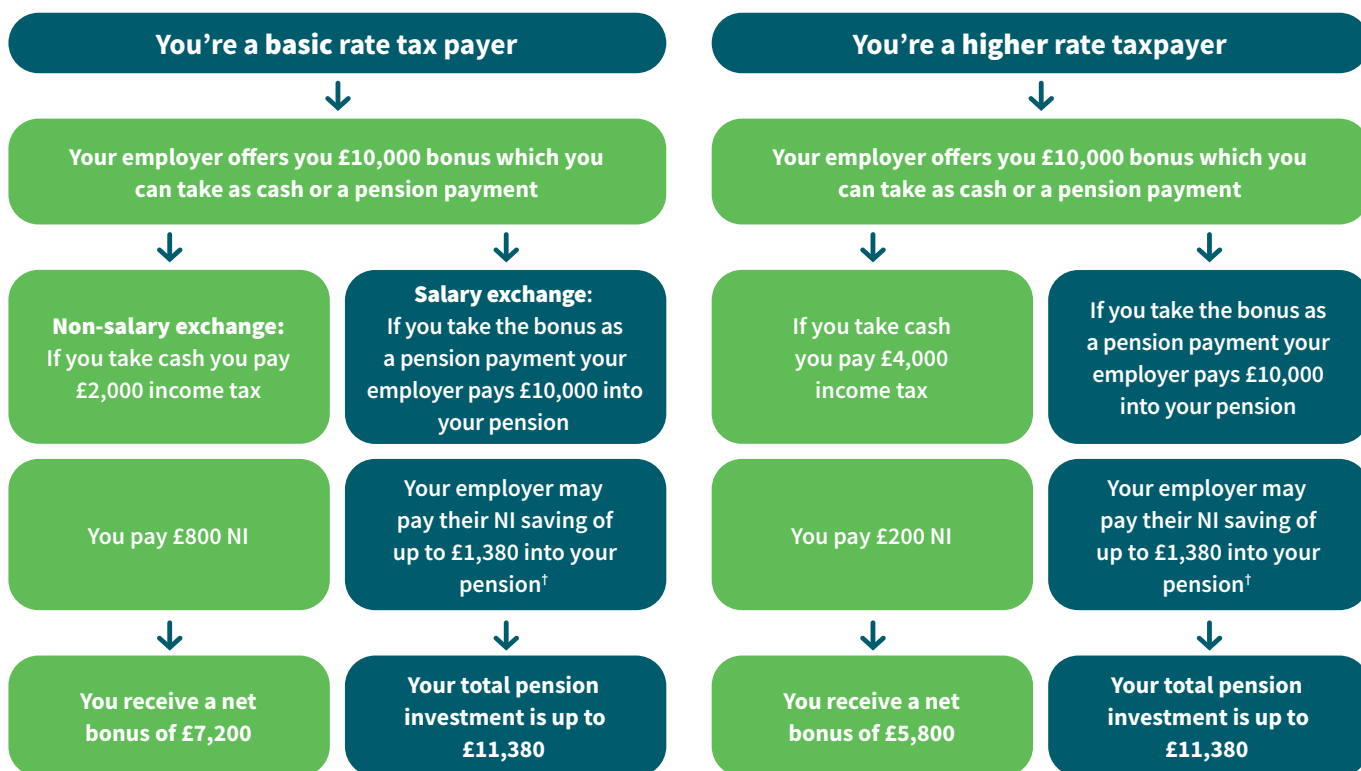 You're a basic rate tax payer
Your employer offers you £10,000 bonus which you
can take as cash or a pension payment
Non-salary exchange:
If you take cash you pay
£2,000 income tax
Salary exchange:
If you take the bonus as
a pension payment your
employer pays £10,000 into
your pension
You pay £800 NI
Your employer may
pay their NI saving of
up to £1,380 into your
pension†
You receive a net
bonus of £7,200
Your total pension
investment is up to
£11,380
You're a higher rate taxpayer
Your employer offers you £10,000 bonus which you
can take as cash or a pension payment
If you take cash
you pay £4,000
income tax
If you take the bonus as
a pension payment your
employer pays £10,000
into your pension
You pay £200 NI
Your employer may
pay their NI saving of
up to £1,380 into your
pension†
You receive a net
bonus of £5,800
Your total pension
investment is up to
£11,380